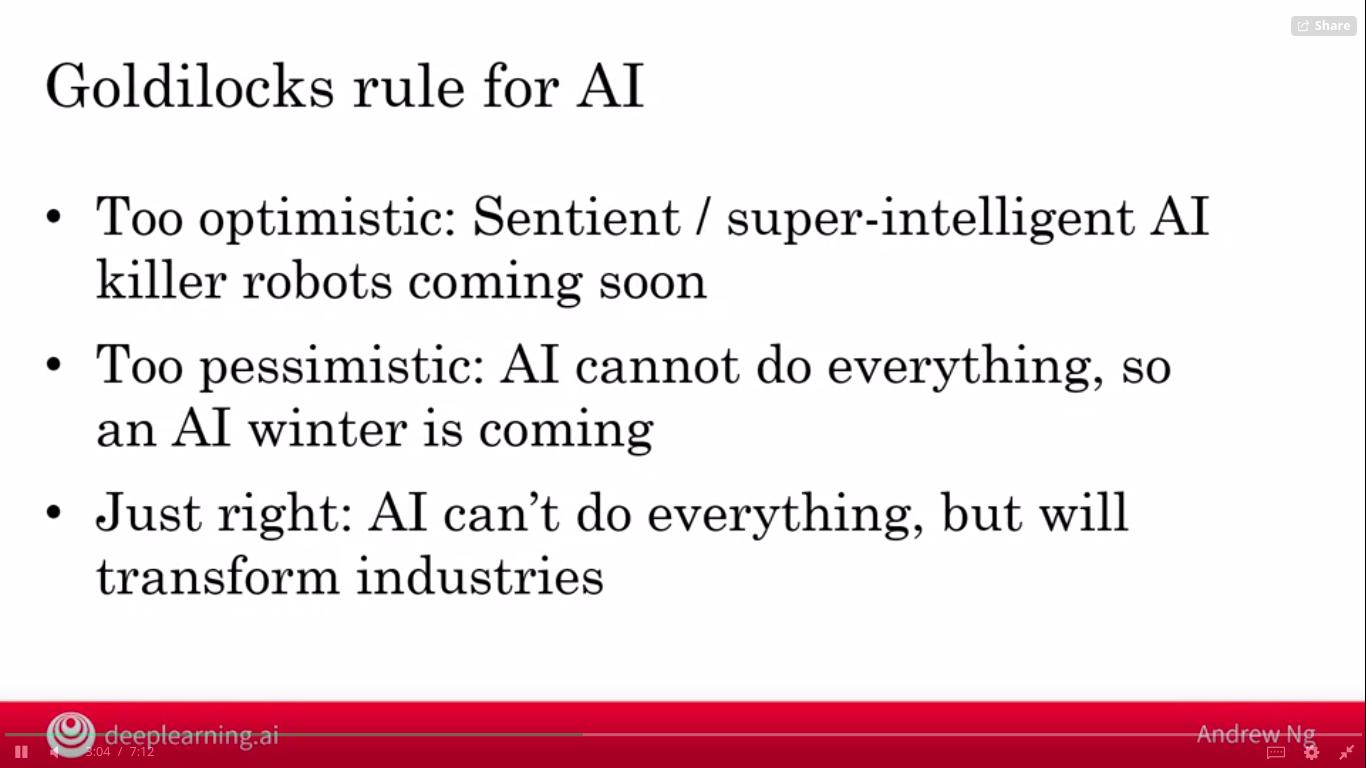 Share
Goldilocks rule for AI
• Too optimistic: Sentient / super-intelligent AI
killer robots coming soon
• Too pessimistic: AI cannot do everything, so
an AI winter is coming
• Just right: AI can’t do everything, but will
transform industries
deeplearning.ai
Andrew Ng
3:04 / 7:12